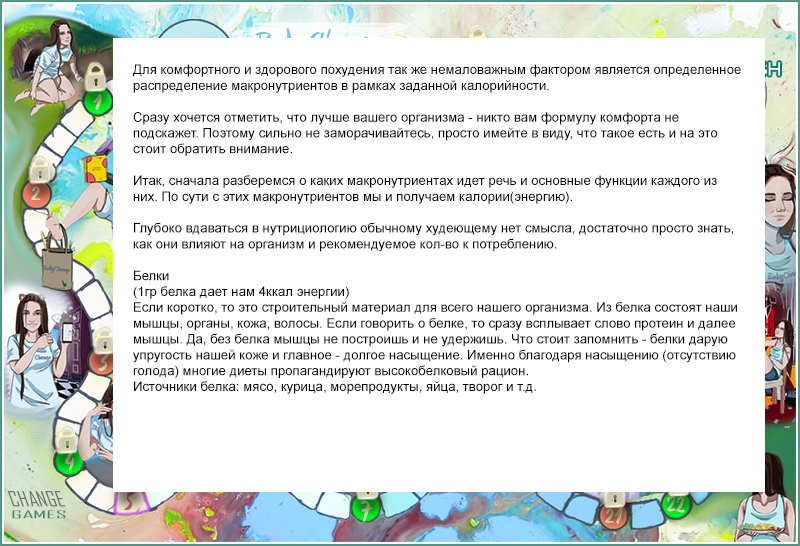 Для комфортного и здорового похудения так же немаловажным фактором является определенное
распределение макронутриентов в рамках заданной калорийности.
Сразу хочется отметить, что лучше вашего организма - никто вам формулу комфорта не
подскажет. Поэтому сильно не заморачивайтесь, просто имейте в виду, что такое есть и на это
стоит обратить внимание.
Итак, сначала разберемся о каких макронутриентах идет речь и основные функции каждого из
них. По сути с этих макронутриентов мы и получаем калории(энергию).
Глубоко вдаваться в нутрициологию обычному худеющему нет смысла, достаточно просто знать,
как они влияют на организм и рекомендуемое кол-во к потреблению.
Белки
(1гр белка дает нам 4ккал энергии)
Если коротко, то это строительный материал для всего нашего организма. Из белка состоят наши
мышцы, органы, кожа, волосы. Если говорить о белке, то сразу всплывает слово протеин и далее
мышцы. Да, без белка мышцы не построишь и не удержишь. Что стоит запомнить - белки дарую
упругость нашей коже и главное - долгое насыщение. Именно благодаря насыщению (отсутствию
голода) многие диеты пропагандируют высокобелковый рацион.
Источники белка: мясо, курица, морепродукты, яйца, творог и т.д.
1
2
3
4
5
7
21
22
CHANGE
GAMES